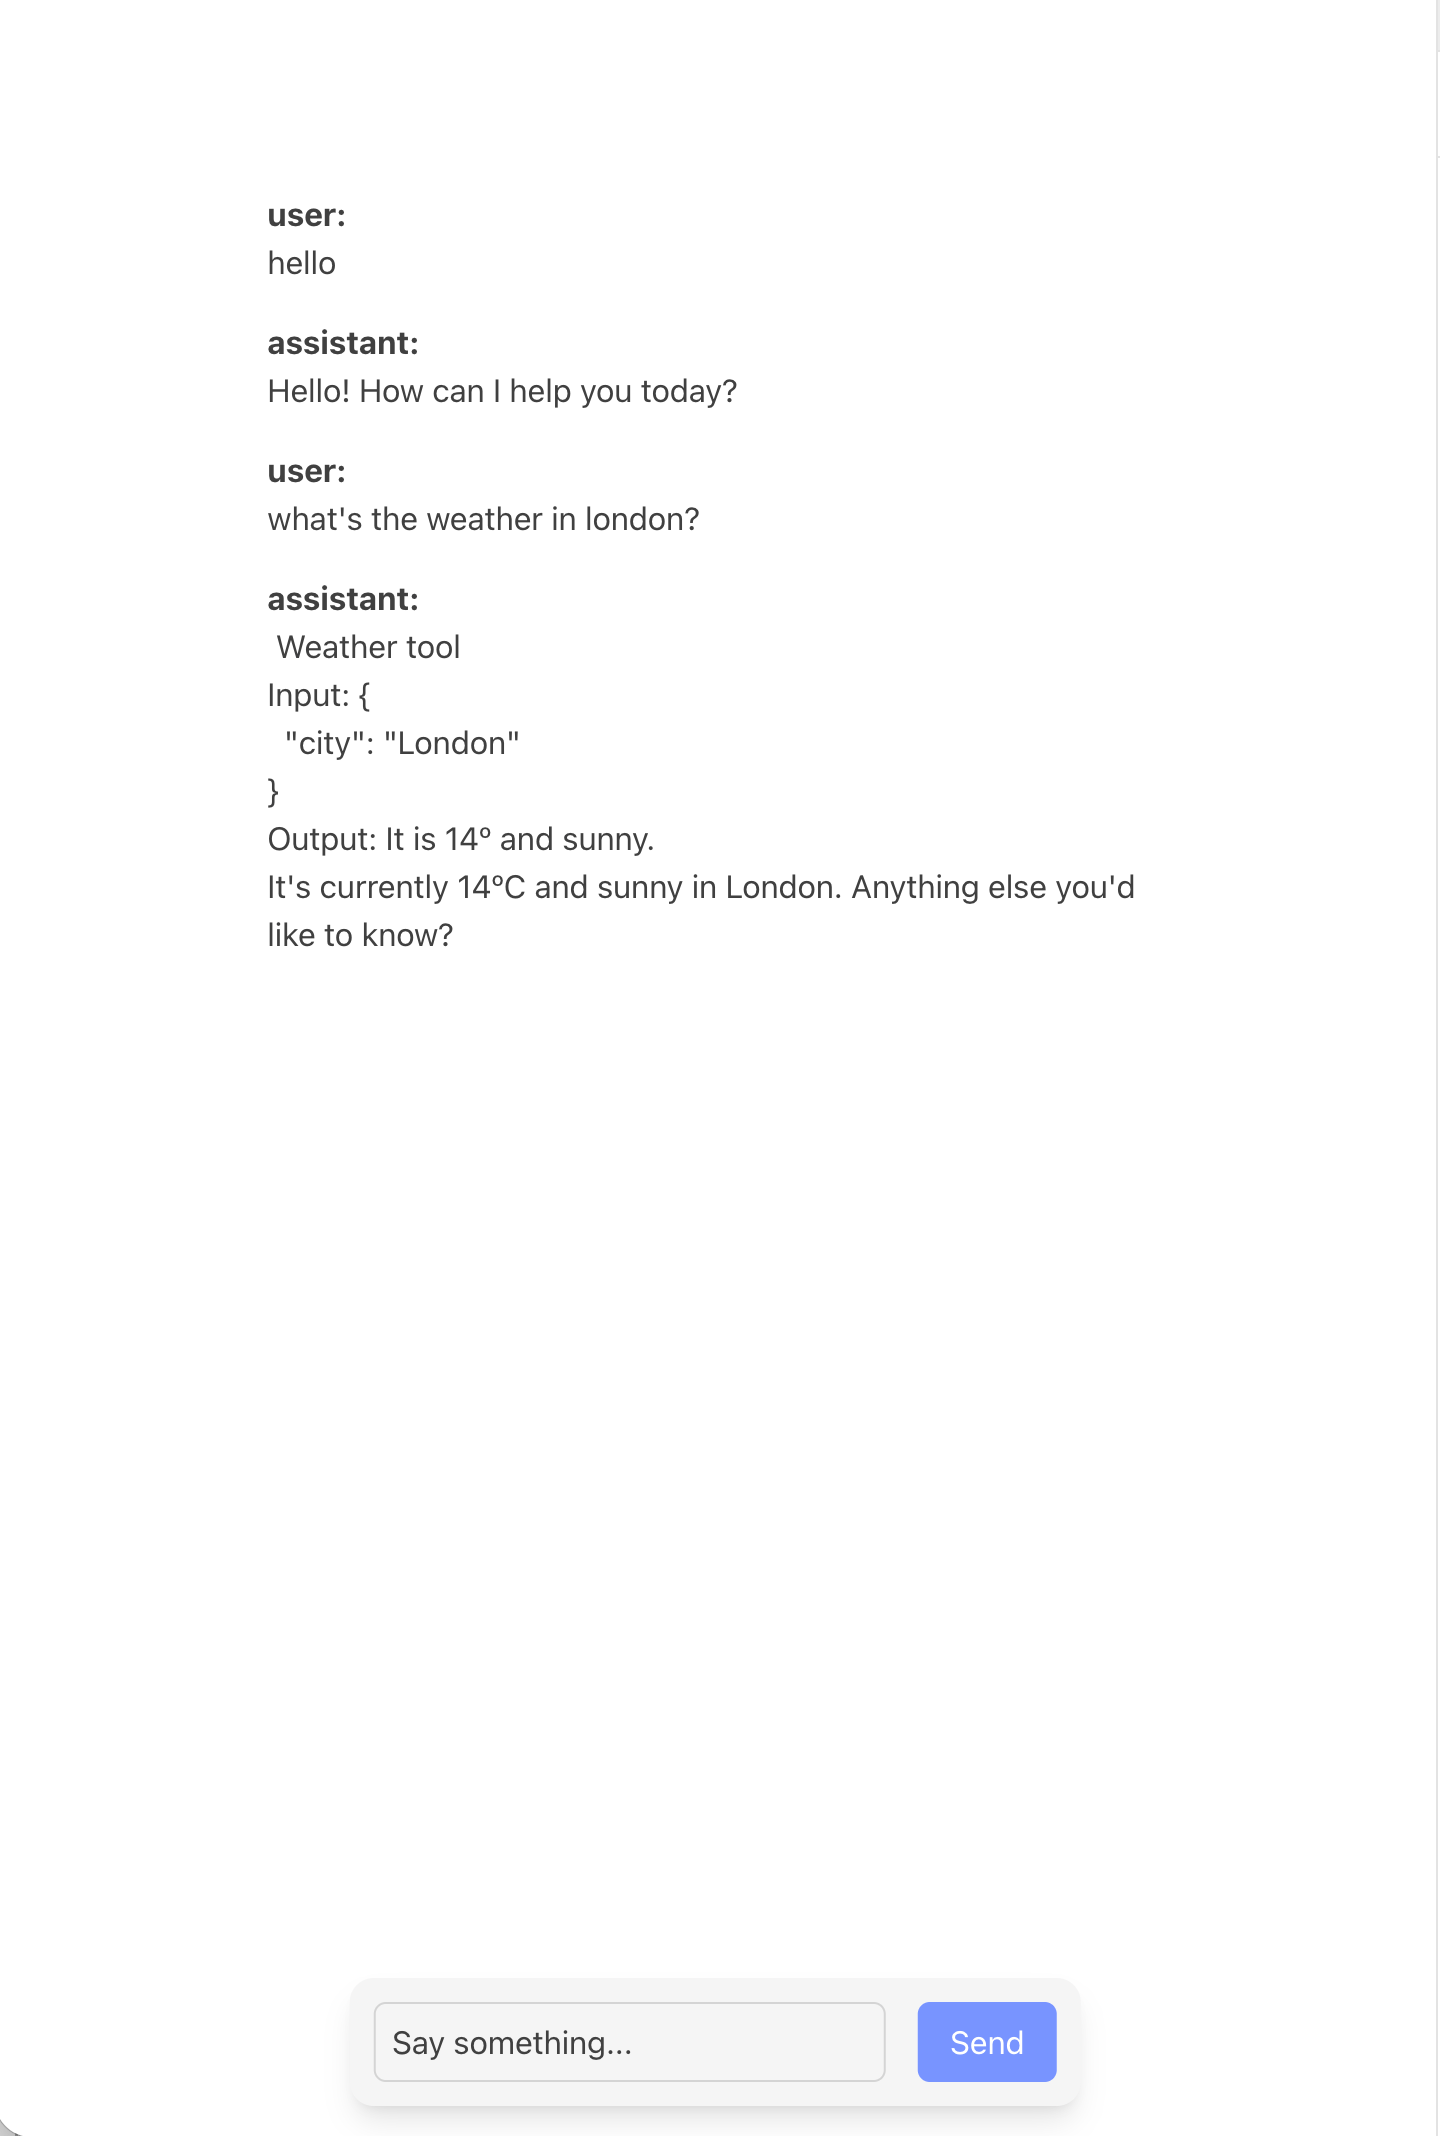 user:
hello
assistant:
Hello! How can I help you today?
user:
what's the weather in london?
assistant:
Weather tool
Input: {
"city": "London"
}
Output: It is 14º and sunny.
It's currently 14ºC and sunny in London. Anything else you'd
like to know?
Say something...
Send